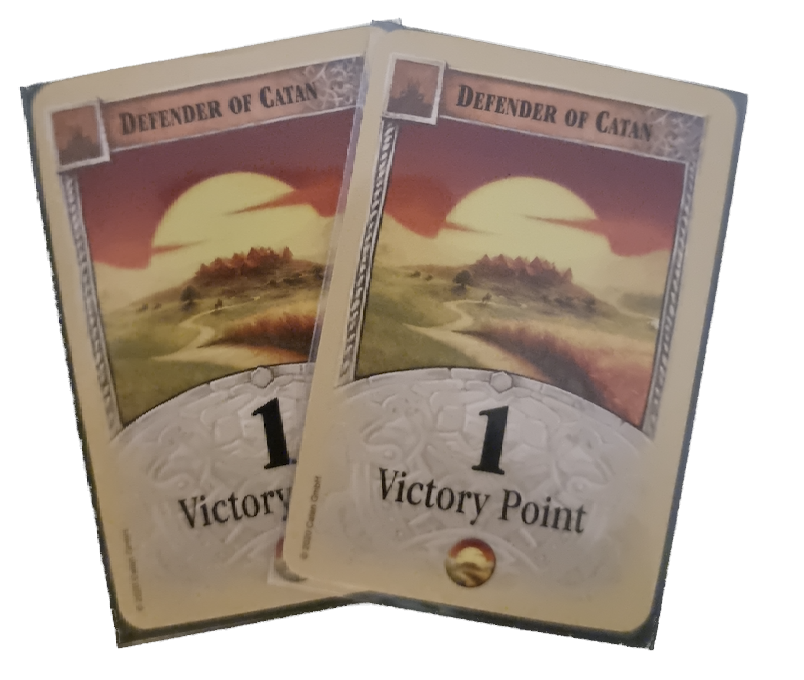 DEFENDER OF CATAN
1
Victory
DEFENDER OF CATAN
1
Victory Point